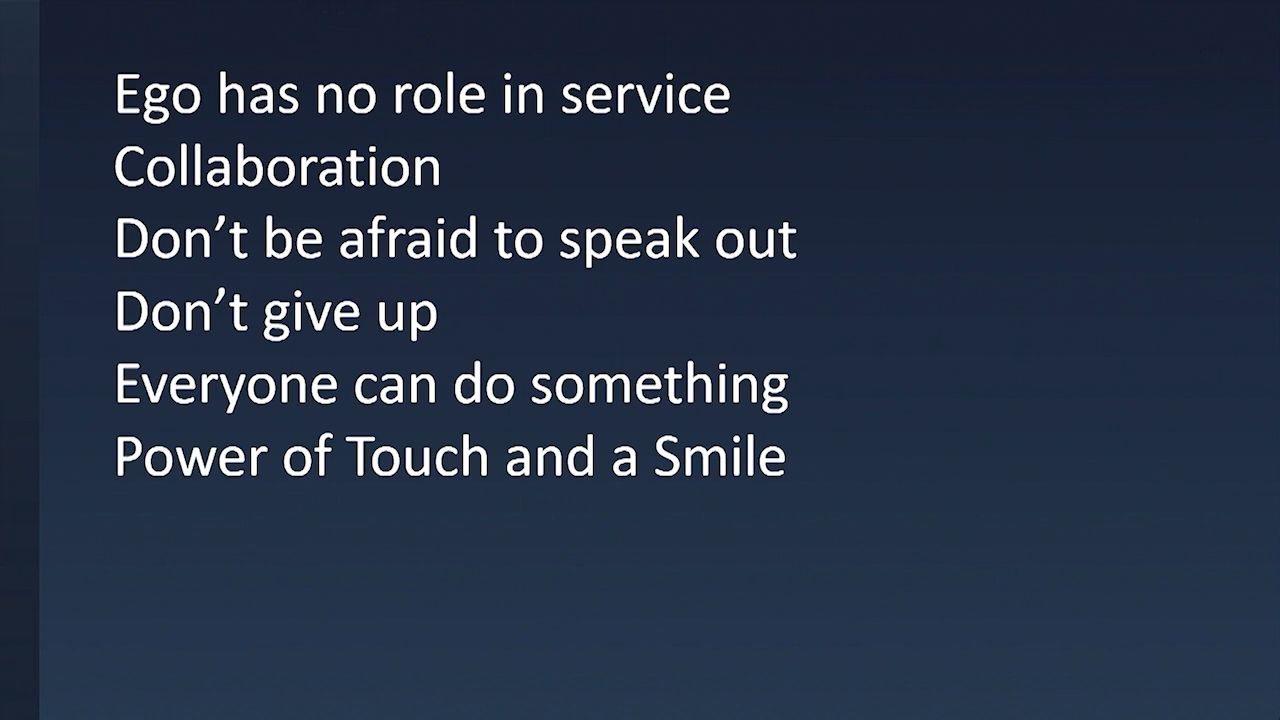 Ego has no role in service
Collaboration
Don’t be afraid to speak out
Don’t give up
Everyone can do something
Power of Touch and a Smile